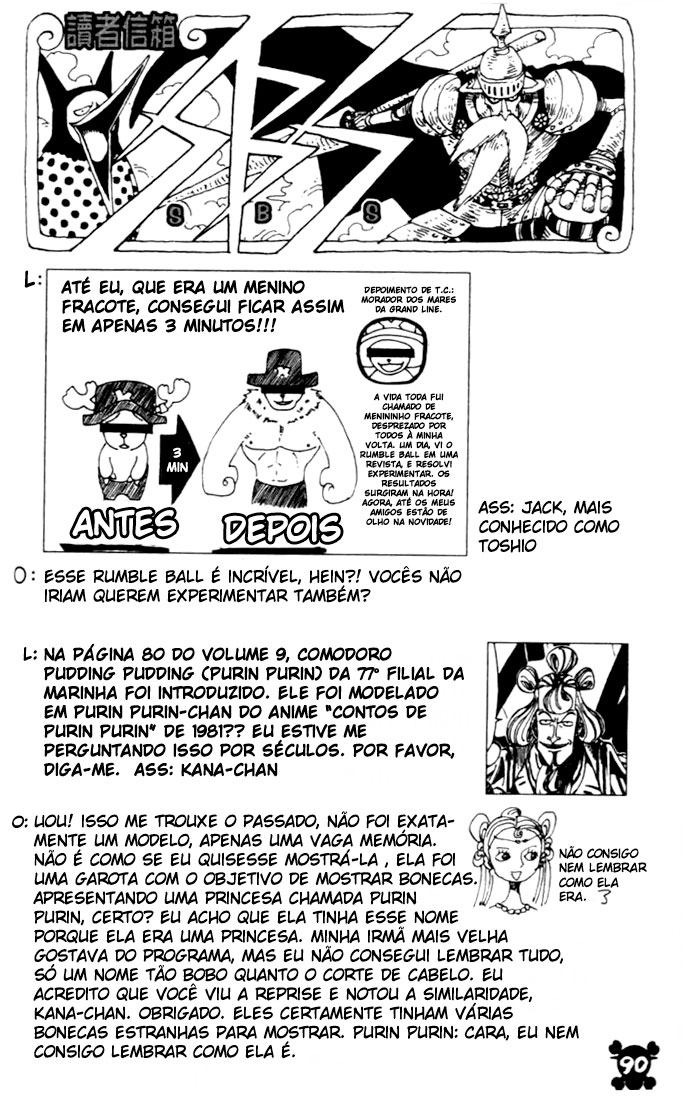 讀者信箱
S B S
L:
ATÉ EU, QUE ERA UM MENINO
FRACOTE, CONSEGUI FICAR ASSIM
EM APENAS 3 MINUTOS!!!
DEPOIMENTO DE T.C.:
MORADOR DOS MARES
DA GRAND LINE.
3
MIN
ANTES
DEPOIS
A VIDA TODA FUI
CHAMADO DE
MENININHO FRACOTE,
DESPREZADO POR
TODOS À MINHA
VOLTA. UM DIA, VI O
RUMBLE BALL EM UMA
REVISTA, E RESOLVI
EXPERIMENTAR. OS
RESULTADOS
SURGIRAM NA HORA!
AGORA, ATÉ OS MEUS
AMIGOS ESTÃO DE
OLHO NA NOVIDADE!
ASS: JACK, MAIS
CONHECIDO COMO
TOSHIO
O: ESSE RUMBLE BALL É INCRÍVEL, HEIN?! VOCÊS NÃO
IRIAM QUEREM EXPERIMENTAR TAMBÉM?
L: NA PÁGINA 80 DO VOLUME 9, COMODORO
PUDDING PUDDING (PURIN PURIN) DA 77° FILIAL DA
MARINHA FOI INTRODUZIDO. ELE FOI MODELADO
EM PURIN PURIN-CHAN DO ANIME "CONTOS DE
PURIN PURIN" DE 1981?? EU ESTIVE ME
PERGUNTANDO ISSO POR SÉCULOS. POR FAVOR,
DIGA-ME. ASS: KANA-CHAN
O: UOU! ISSO ME TROUXE O PASSADO, NÃO FOI EXATA-
MENTE UM MODELO, APENAS UMA VAGA MEMÓRIA.
NÃO É COMO SE EU QUISESSE MOSTRÁ-LA , ELA FOI
UMA GAROTA COM O OBJETIVO DE MOSTRAR BONECAS.
APRESENTANDO UMA PRINCESA CHAMADA PURIN
PURIN, CERTO? EU ACHO QUE ELA TINHA ESSE NOME
PORQUE ELA ERA UMA PRINCESA. MINHA IRMÃ MAIS VELHA
GOSTAVA DO PROGRAMA, MAS EU NÃO CONSEGUI LEMBRAR TUDO,
SÓ UM NOME TÃO BOBO QUANTO O CORTE DE CABELO. EU
ACREDITO QUE VOCÊ VIU A REPRISE E NOTOU A SIMILARIDADE,
KANA-CHAN. OBRIGADO. ELES CERTAMENTE TINHAM VÁRIAS
BONECAS ESTRANHAS PARA MOSTRAR. PURIN PURIN: CARA, EU NEM
CONSIGO LEMBRAR COMO ELA É.
NÃO CONSIGO
NEM LEMBRAR
COMO ELA
ERA.
90